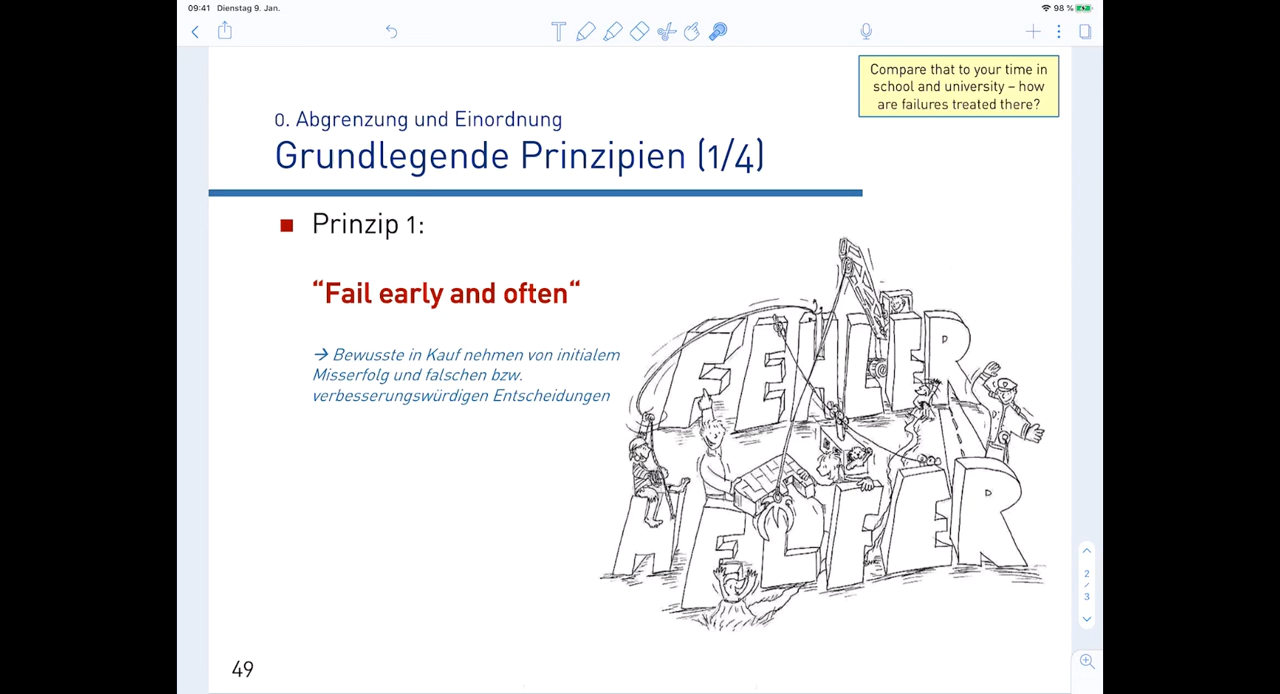 09:41 Dienstag 9. Jan.
98 %
Compare that to your time in
school and university – how
are failures treated there?
0. Abgrenzung und Einordnung
Grundlegende Prinzipien (1/4)
Prinzip 1:
“Fail early and often“
→ Bewusste in Kauf nehmen von initialem
Misserfolg und falschen bzw.
verbesserungswürdigen Entscheidungen
FEHLER
HELFER
2
/
3
49